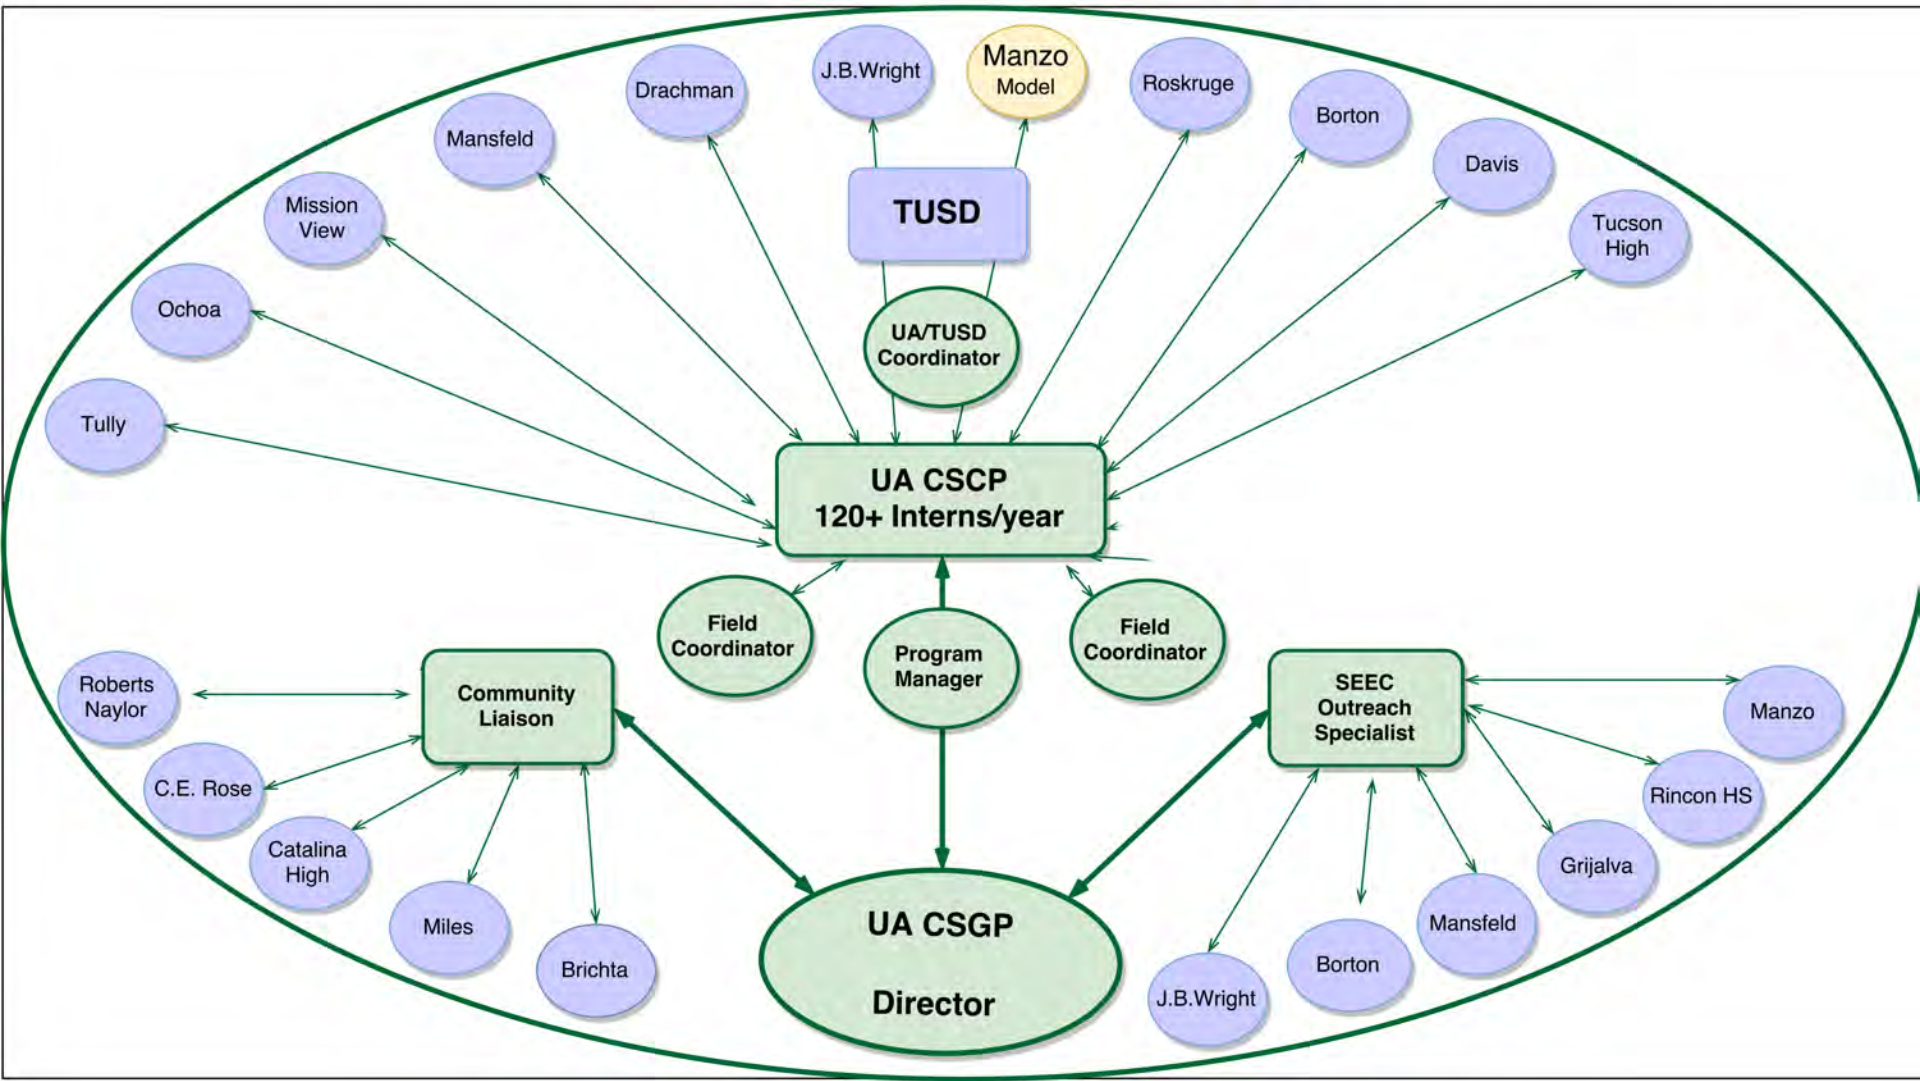 J.B.Wright
Manzo
Model
Roskruge
Drachman
Borton
Mansfeld
Davis
Mission
View
TUSD
Tucson
High
Ochoa
UA/TUSD
Coordinator
Tully
UA CSCP
120+ Interns/year
Field
Coordinator
Program
Manager
Field
Coordinator
Roberts
Naylor
Community
Liaison
SEEC
Outreach
Specialist
Manzo
C.E. Rose
Rincon HS
Catalina
High
Grijalva
Miles
Mansfeld
Brichta
Borton
J.B.Wright
UA CSGP
Director